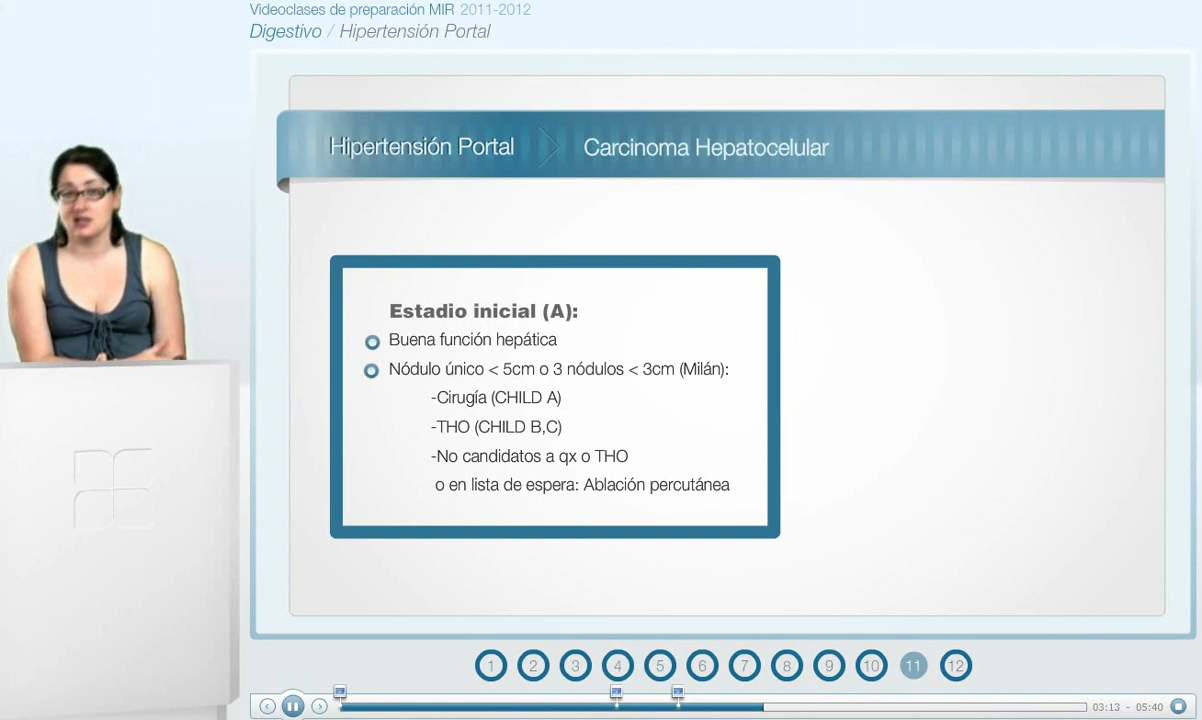 Videoclases de preparación MIR 2011-2012
Digestivo / Hipertensión Portal
Hipertensión Portal
Carcinoma Hepatocelular
Estadio inicial (A):
Buena función hepática
Nódulo único < 5cm o 3 nódulos < 3cm (Milán):
-Cirugía (CHILD A)
-THO (CHILD B,C)
-No candidatos a qx o THO
o en lista de espera: Ablación percutánea
1 2 3 4 5 6 7 8 9 10 11 12
03:13 - 05:40